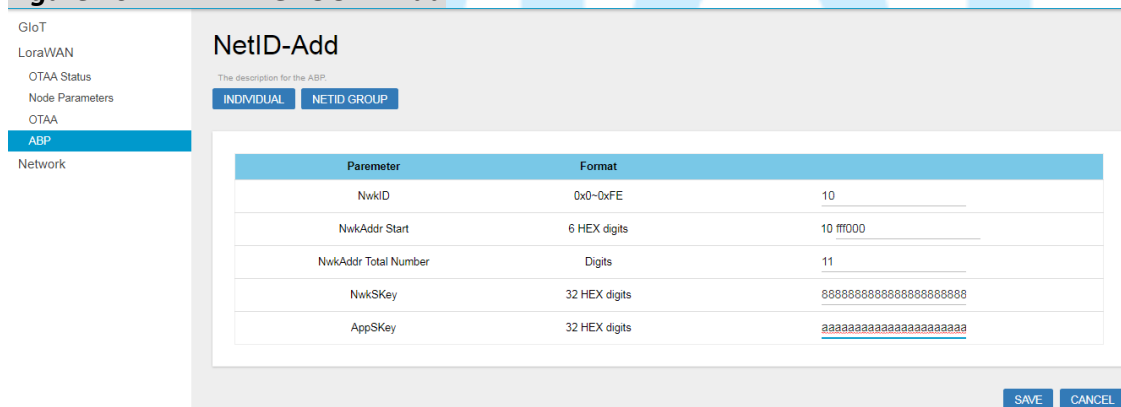 GIoT
LoraWAN
OTAA Status
Node Parameters
OTAA
ABP
Network
NetID-Add
The description for the ABP.
INDIVIDUAL NETID GROUP
Paremeter Format
NwkID 0x0~0xFE 10
NwkAddr Start 6 HEX digits 10 fff000
NwkAddr Total Number Digits 11
NwkSKey 32 HEX digits 8888888888888888888888
AppSKey 32 HEX digits aaaaaaaaaaaaaaaaaaaaaa
SAVE CANCEL